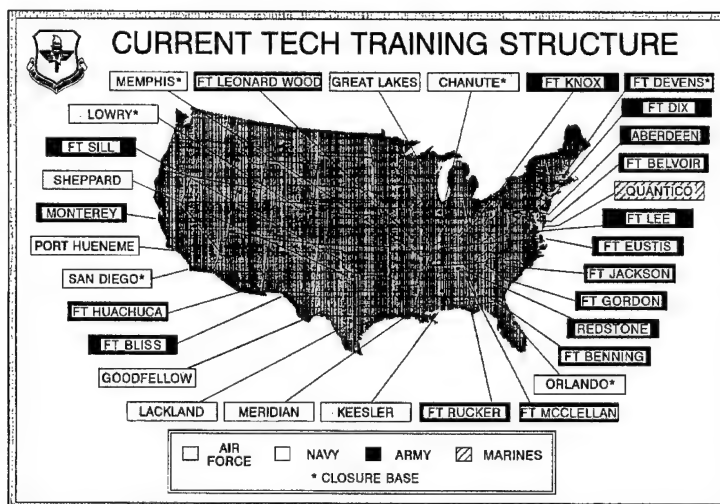 CURRENT TECH TRAINING STRUCTURE
MEMPHIS*
FT LEONARD WOOD
GREAT LAKES
CHANUTE*
FT KNOX
FT DEVENS*
LOWRY*
FT DIX
FT SILL
ABERDEEN
SHEPPARD
FT BELVOIR
MONTEREY
QUANTICO
PORT HUENEME
FT LEE
SAN DIEGO*
FT EUSTIS
FT HUACHUCA
FT JACKSON
FT BLISS
FT GORDON
GOODFELLOW
REDSTONE
LACKLAND
MERIDIAN
KEESLER
FT RUCKER
FT MCCLELLAN
FT BENNING
ORLANDO*
AIR FORCE
NAVY
ARMY
MARINES
* CLOSURE BASE